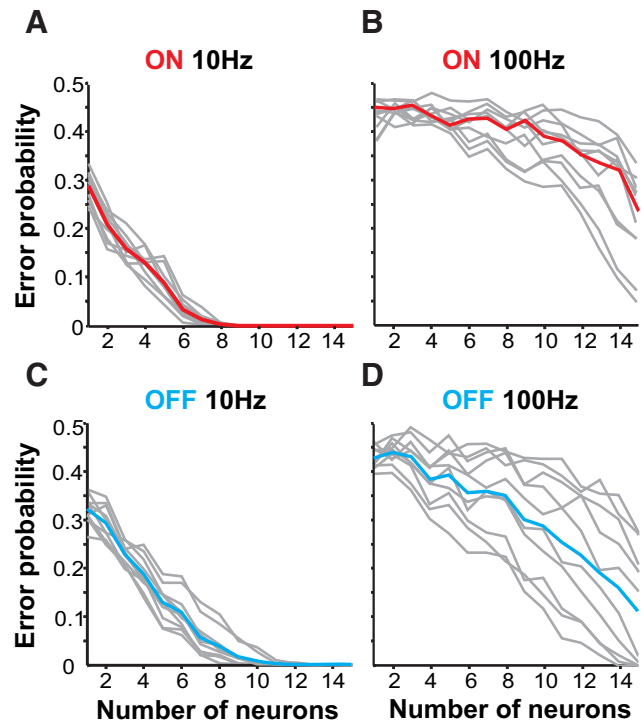 A
B
ON 10Hz
ON 100Hz
Error probability
0.5
0.4
0.3
0.2
0.1
0
2 4 6 8 10 12 14
2 4 6 8 10 12 14
C
D
OFF 10Hz
OFF 100Hz
Error probability
0.5
0.4
0.3
0.2
0.1
0
2 4 6 8 10 12 14
2 4 6 8 10 12 14
Number of neurons
Number of neurons